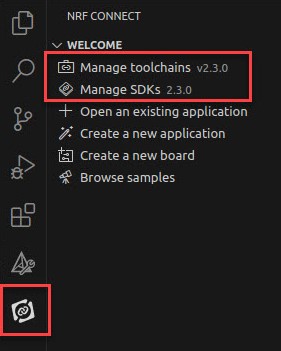 NRF CONNECT
WELCOME
Manage toolchains v2.3.0
Manage SDKs 2.3.0
Open an existing application
Create a new application
Create a new board
Browse samples